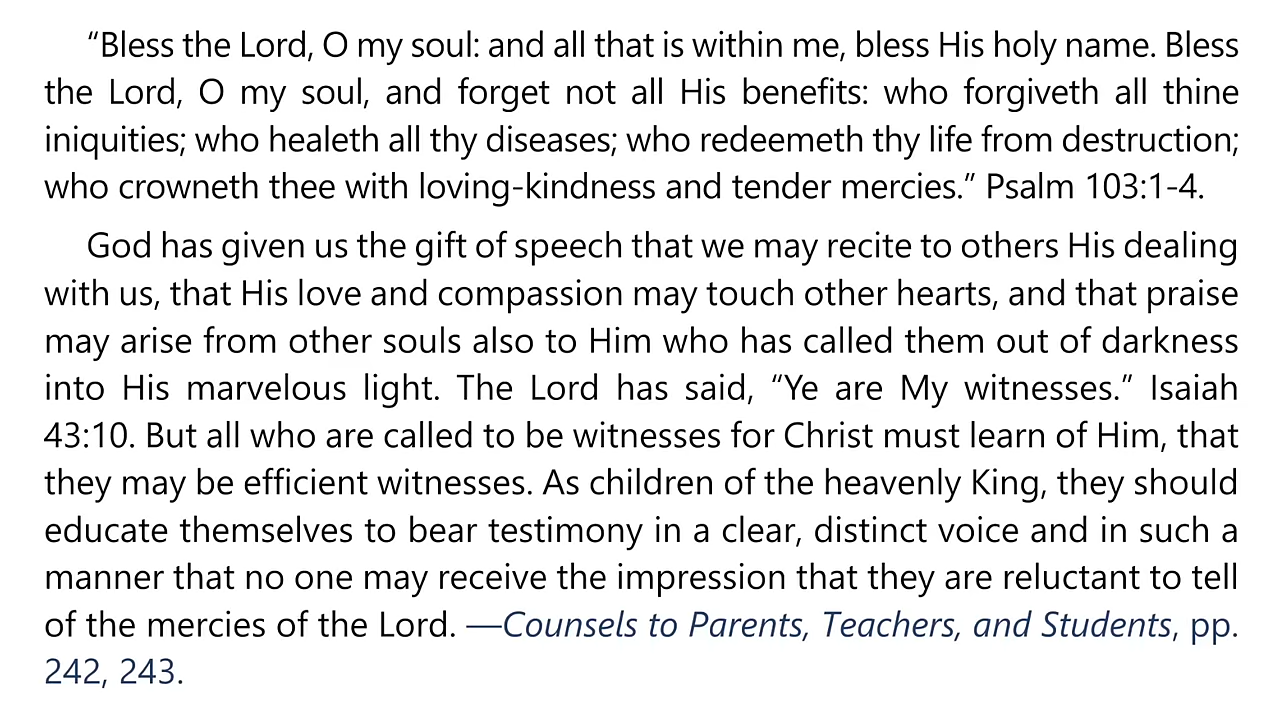 “Bless the Lord, O my soul: and all that is within me, bless His holy name. Bless
the Lord, O my soul, and forget not all His benefits: who forgiveth all thine
iniquities; who healeth all thy diseases; who redeemeth thy life from destruction;
who crowneth thee with loving-kindness and tender mercies.” Psalm 103:1-4.
God has given us the gift of speech that we may recite to others His dealing
with us, that His love and compassion may touch other hearts, and that praise
may arise from other souls also to Him who has called them out of darkness
into His marvelous light. The Lord has said, “Ye are My witnesses.” Isaiah
43:10. But all who are called to be witnesses for Christ must learn of Him, that
they may be efficient witnesses. As children of the heavenly King, they should
educate themselves to bear testimony in a clear, distinct voice and in such a
manner that no one may receive the impression that they are reluctant to tell
of the mercies of the Lord. —Counsels to Parents, Teachers, and Students, pp.
242, 243.